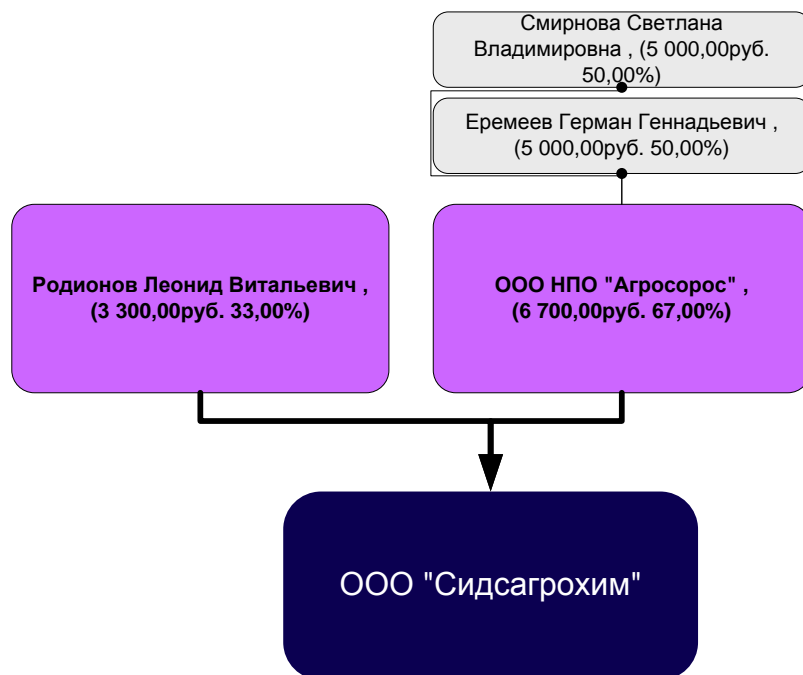 Смирнова Светлана
Владимировна , (5 000,00руб.
50,00%)
Еремеев Герман Геннадьевич ,
(5 000,00руб. 50,00%)
Родионов Леонид Витальевич ,
(3 300,00руб. 33,00%)
ООО НПО "Агросорос" ,
(6 700,00руб. 67,00%)
ООО "Сидсагрохим"